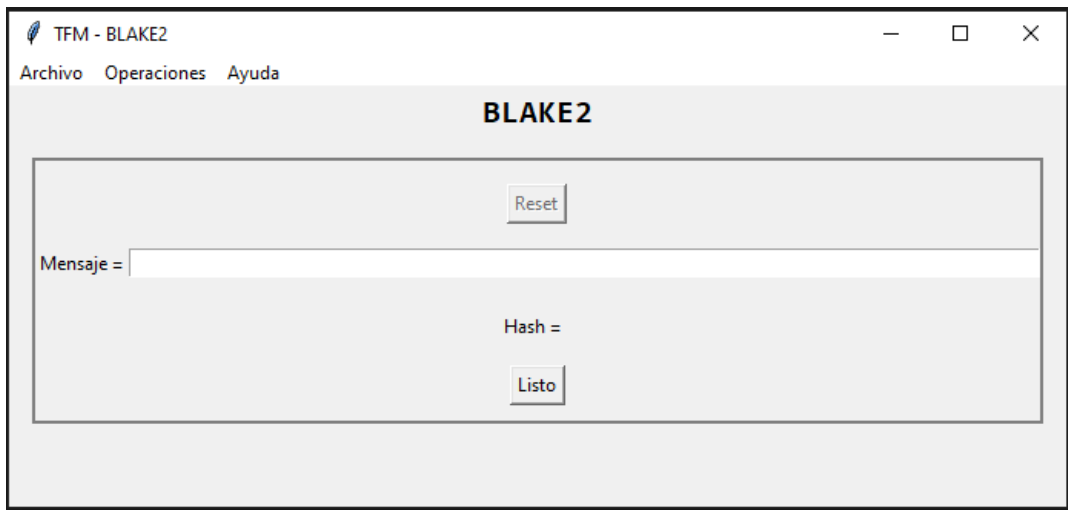 TFM - BLAKE2
Archivo Operaciones Ayuda
BLAKE2
Reset
Mensaje =
Hash =
Listo